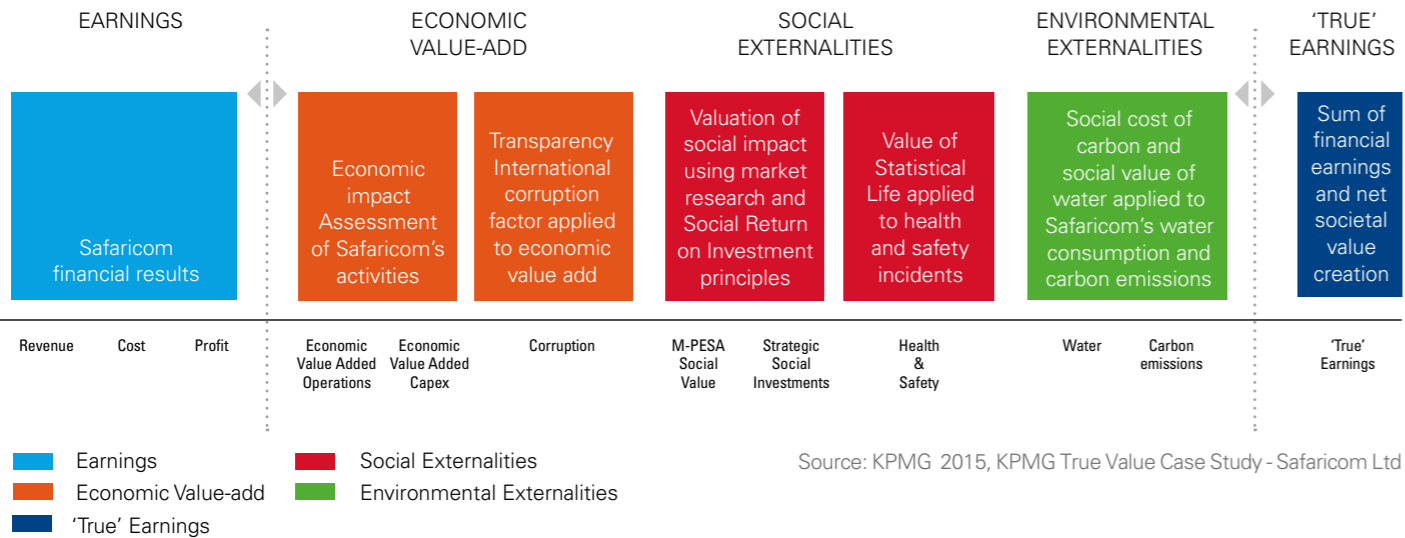 EARNINGS
ECONOMIC
VALUE-ADD
SOCIAL
EXTERNALITIES
ENVIRONMENTAL
EXTERNALITIES
‘TRUE’
EARNINGS
Safaricom
financial results
Economic
impact
Assessment
of Safaricom’s
activities
Transparency
International
corruption
factor applied
to economic
value add
Valuation of
social impact
using market
research and
Social Return
on Investment
principles
Value of
Statistical
Life applied
to health
and safety
incidents
Social cost of
carbon and
social value of
water applied to
Safaricom’s water
consumption and
carbon emissions
Sum of
financial
earnings
and net
societal
value
creation
Revenue
Cost
Profit
Economic
Value Added
Operations
Economic
Value Added
Capex
Corruption
M-PESA
Social
Value
Strategic
Social
Investments
Health
&
Safety
Water
Carbon
emissions
‘True’
Earnings
Earnings
Economic Value-add
‘True’ Earnings
Social Externalities
Environmental Externalities
Source: KPMG 2015, KPMG True Value Case Study - Safaricom Ltd